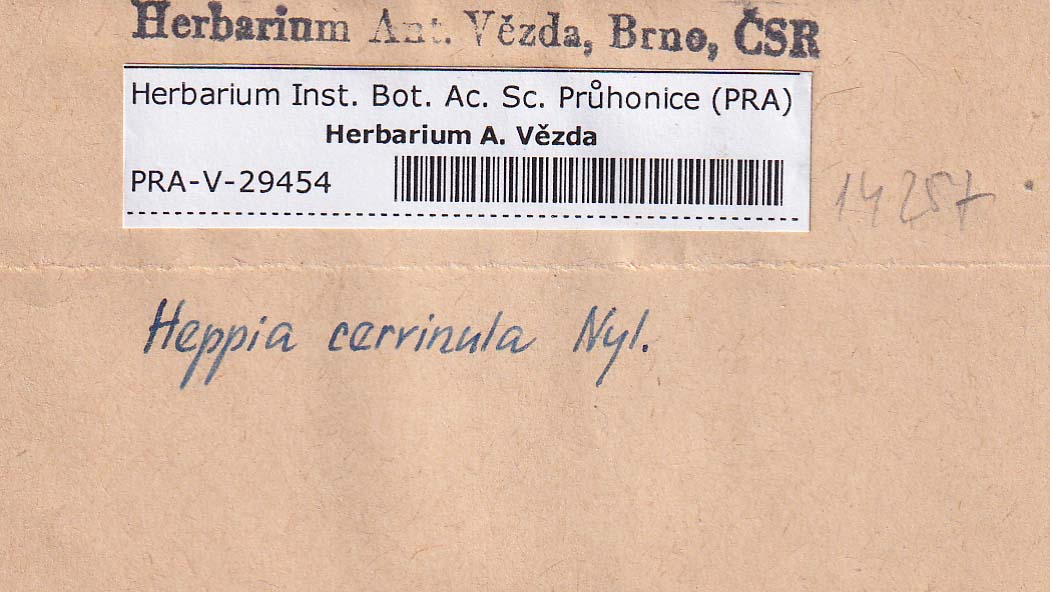 Herbarium Ant. Vězda, Brno, ČSR
Herbarium Inst. Bot. Ac. Sc. Průhonice (PRA)
Herbarium A. Vězda
PRA-V-29454
14257
Heppia cervinula Nyl.